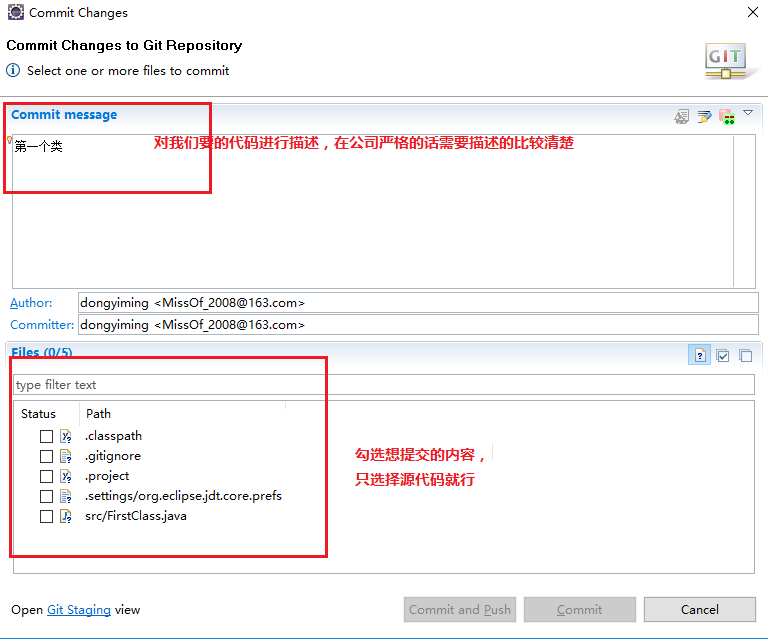 Commit Changes
Commit Changes to Git Repository
Select one or more files to commit
GIT
Commit message
第一个类
对我们要的代码进行描述，在公司严格的话需要描述的比较清楚
Author: dongyiming <MissOf_2008@163.com>
Committer: dongyiming <MissOf_2008@163.com>
Files (0/5)
type filter text
Status Path
.classpath
.gitignore
.project
.settings/org.eclipse.jdt.core.prefs
src/FirstClass.java
勾选想提交的内容，
只选择源代码就行
Open Git Staging view
Commit and Push Commit Cancel